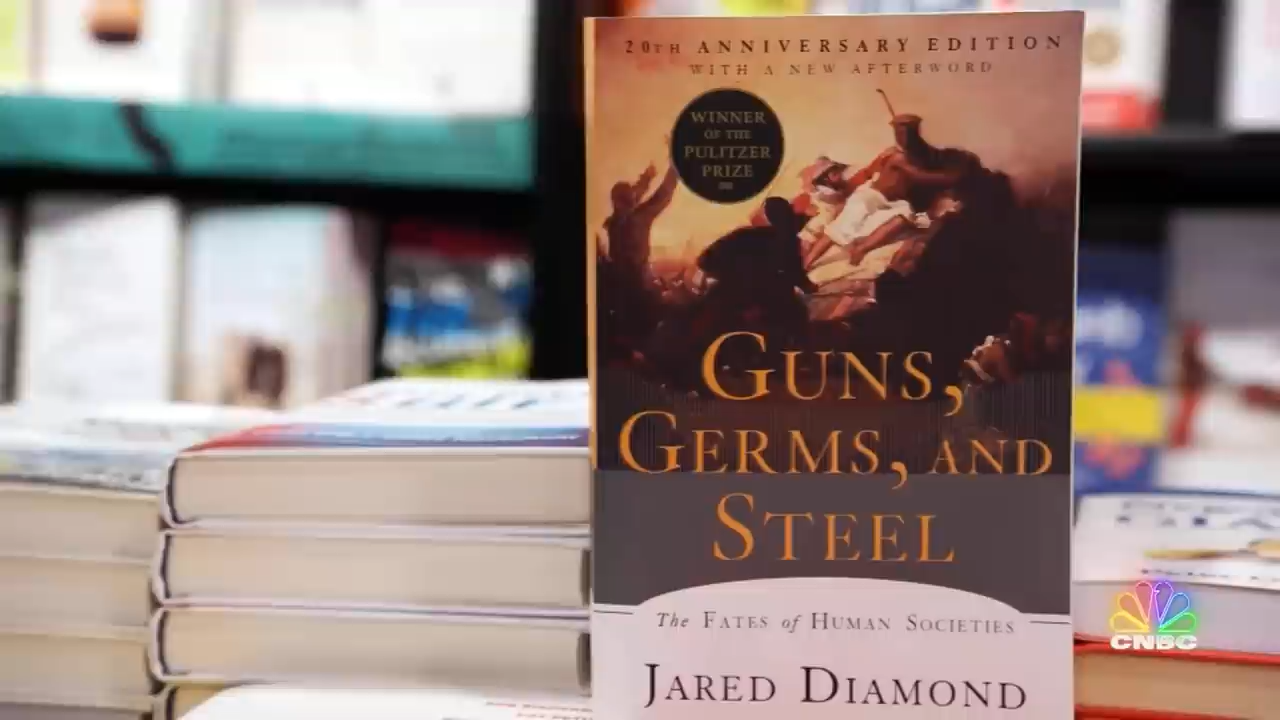 20TH ANNIVERSARY EDITION
WITH A NEW AFTERWORD
WINNER
OF THE
PULITZER
PRIZE
GUNS,
GERMS, AND
STEEL
The FATES of HUMAN SOCIETIES
JARED DIAMOND
CNBC